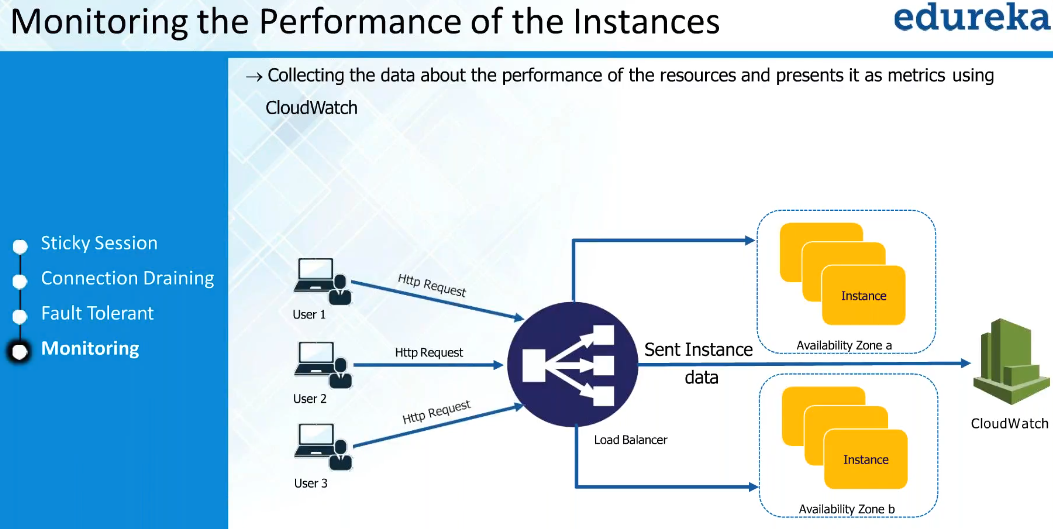 Monitoring the Performance of the Instances
edureka
→ Collecting the data about the performance of the resources and presents it as metrics using
CloudWatch
Sticky Session
Connection Draining
Fault Tolerant
Monitoring
User 1
Http Request
User 2
Http Request
User 3
Http Request
Load Balancer
Sent Instance
data
Instance
Availability Zone a
Instance
Availability Zone b
CloudWatch